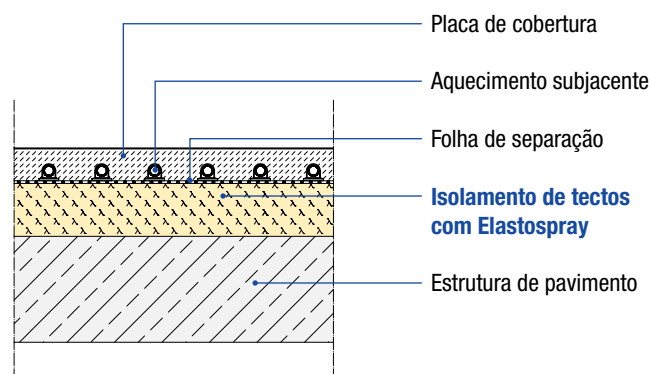 Placa de cobertura
Aquecimento subjacente
Folha de separação
Isolamento de tectos
com Elastospray
Estrutura de pavimento